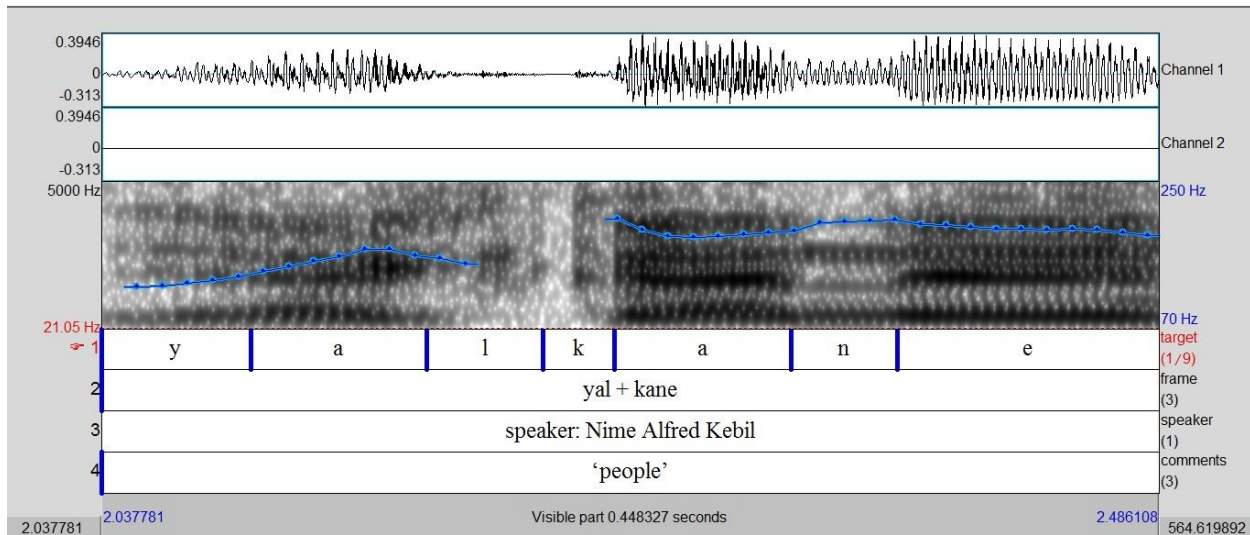 0.3946
0
-0.313
Channel 1
0.3946
0
-0.313
Channel 2
5000 Hz
250 Hz
21.05 Hz
70 Hz
☞ 1
y a l k a n e
target
(1/9)
2
yal + kane
frame
(3)
3
speaker: Nime Alfred Kebil
speaker
(1)
4
‘people’
comments
(3)
2.037781
2.037781
Visible part 0.448327 seconds
2.486108
564.619892